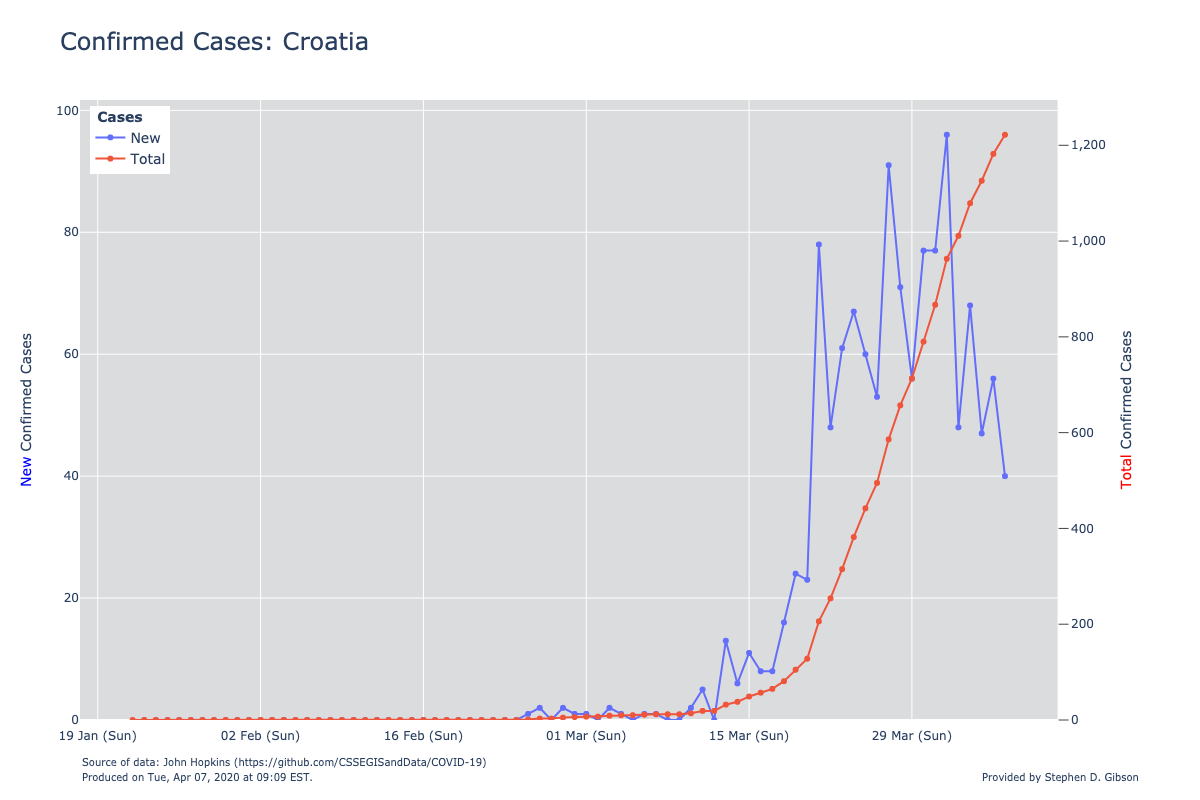 Confirmed Cases: Croatia
Cases
New
Total
100
80
60
40
20
0
1,200
1,000
800
600
400
200
0
New Confirmed Cases
Total Confirmed Cases
19 Jan (Sun)
02 Feb (Sun)
16 Feb (Sun)
01 Mar (Sun)
15 Mar (Sun)
29 Mar (Sun)
Source of data: John Hopkins (https://github.com/CSSEGISandData/COVID-19)
Produced on Tue, Apr 07, 2020 at 09:09 EST.
Provided by Stephen D. Gibson